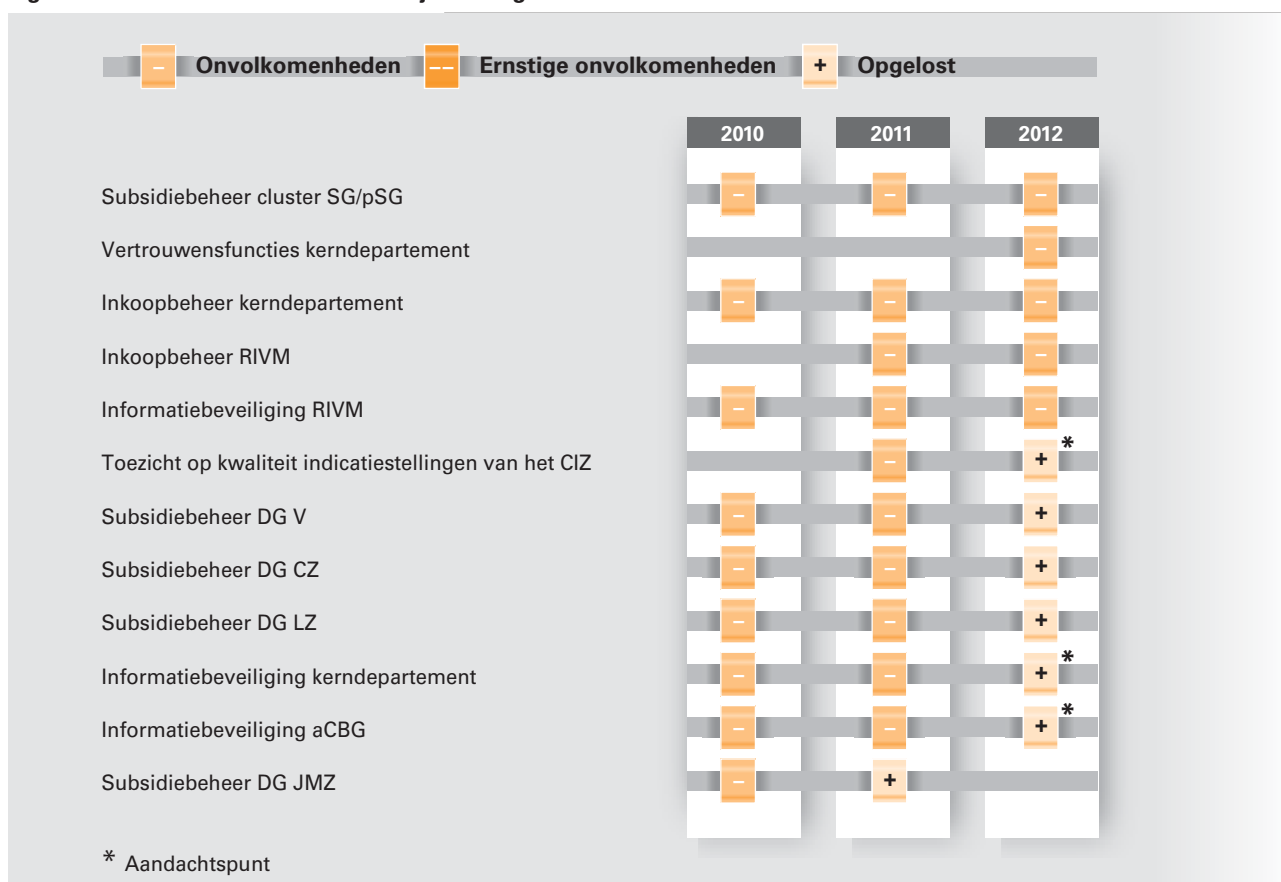 – Onvolkomenheden –– Ernstige onvolkomenheden + Opgelost
2010 2011 2012
Subsidiebeheer cluster SG/pSG – – –
Vertrouwensfuncties kerndepartement –
Inkoopbeheer kerndepartement – – –
Inkoopbeheer RIVM – –
Informatiebeveiliging RIVM – – –
Toezicht op kwaliteit indicatiestellingen van het CIZ – + *
Subsidiebeheer DG V – – +
Subsidiebeheer DG CZ – – +
Subsidiebeheer DG LZ – – +
Informatiebeveiliging kerndepartement – – + *
Informatiebeveiliging aCBG – – + *
Subsidiebeheer DG JMZ – +
* Aandachtspunt